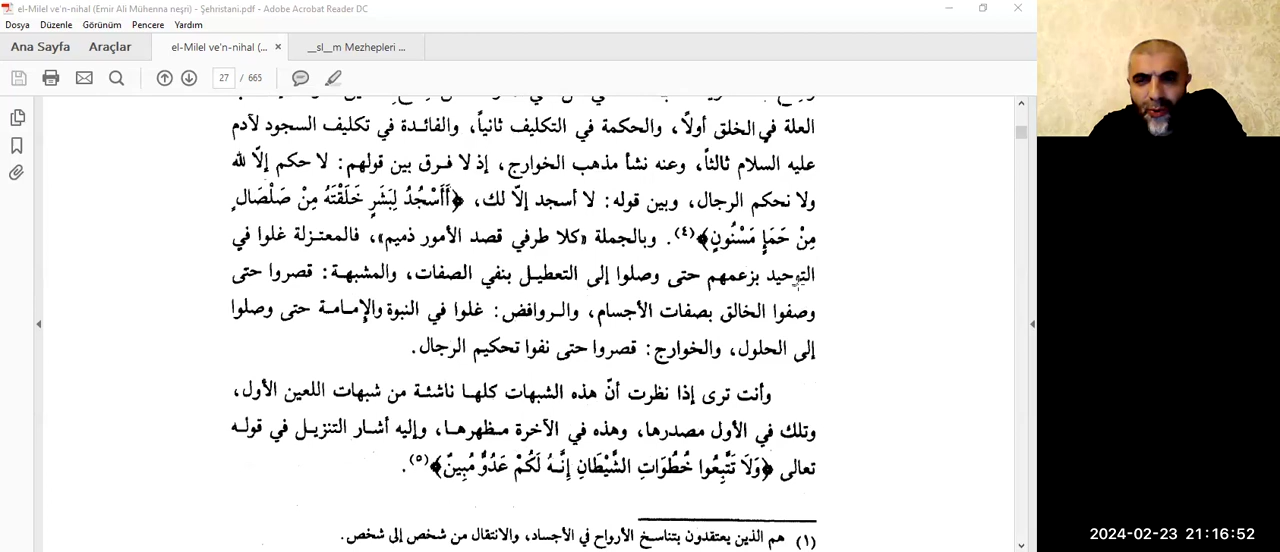 el-Milel ve'n-nihal (Emir Ali Mühenna neşri) - Şehristani.pdf - Adobe Acrobat Reader DC
Dosya Düzenle Görünüm Pencere Yardım
Ana Sayfa Araçlar el-Milel ve'n-nihal (... × __sl__m Mezhepleri ...
27 / 665
العلة في الخلق أولاً، والحكمة في التكليف ثانياً، والفائدة في تكليف السجود لآدم
عليه السلام ثالثاً، وعنه نشأ مذهب الخوارج، إذ لا فرق بين قولهم: لا حكم إلّا لله
ولا نحكم الرجال، وبين قوله: لا أسجد إلّا لك، ﴿أَأَسْجُدُ لِبَشَرٍ خَلَقْتَهُ مِنْ صَلْصَالٍ
مِنْ حَمَإٍ مَسْنُونٍ﴾(٤). وبالجملة «كلا طرفي قصد الأمور ذميم»، فالمعتزلة غلوا في
التوحيد بزعمهم حتى وصلوا إلى التعطيل بنفي الصفات، والمشبهة: قصروا حتى
وصفوا الخالق بصفات الأجسام، والروافض: غلوا في النبوة والإمامة حتى وصلوا
إلى الحلول، والخوارج: قصروا حتى نفوا تحكيم الرجال.
وأنت ترى إذا نظرت أنّ هذه الشبهات كلها ناشئة من شبهات اللعين الأول،
وتلك في الأول مصدرها، وهذه في الآخرة مظهرها، وإليه أشار التنزيل في قوله
تعالى ﴿وَلَا تَتَّبِعُوا خُطُوَاتِ الشَّيْطَانِ إِنَّهُ لَكُمْ عَدُوٌّ مُبِينٌ﴾(٥).
(١) هم الذين يعتقدون بتناسخ الأرواح في الأجساد، والانتقال من شخص إلى شخص.
2024-02-23 21:16:52